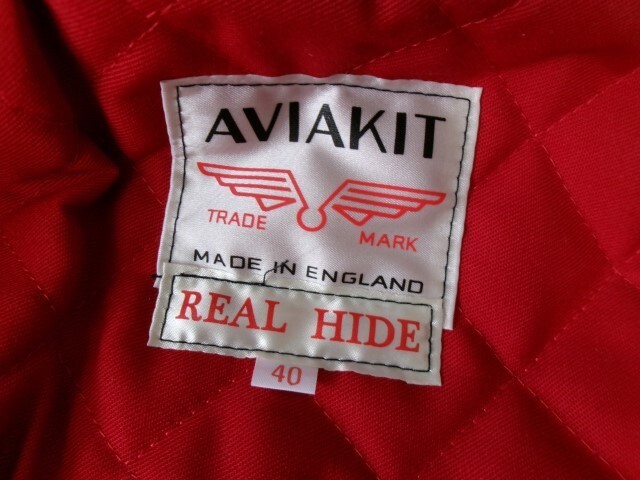 AVIAKIT
TRADE MARK
MADE IN ENGLAND
REAL HIDE
40